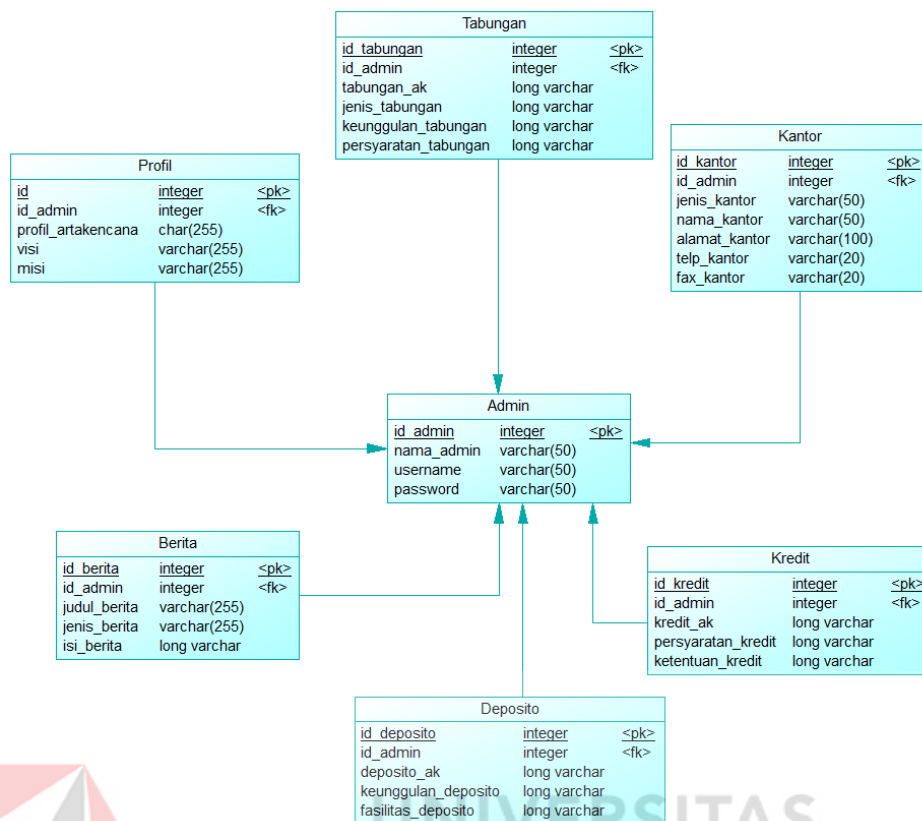 Tabungan
id_tabungan integer <pk>
id_admin integer <fk>
tabungan_ak long varchar
jenis_tabungan long varchar
keunggulan_tabungan long varchar
persyaratan_tabungan long varchar
Kantor
id_kantor integer <pk>
id_admin integer <fk>
jenis_kantor varchar(50)
nama_kantor varchar(50)
alamat_kantor varchar(100)
telp_kantor varchar(20)
fax_kantor varchar(20)
Profil
id integer <pk>
id_admin integer <fk>
profil_artakencana char(255)
visi varchar(255)
misi varchar(255)
Admin
id_admin integer <pk>
nama_admin varchar(50)
username varchar(50)
password varchar(50)
Berita
id_berita integer <pk>
id_admin integer <fk>
judul_berita varchar(255)
jenis_berita varchar(255)
isi_berita long varchar
Kredit
id_kredit integer <pk>
id_admin integer <fk>
kredit_ak long varchar
persyaratan_kredit long varchar
ketentuan_kredit long varchar
Deposito
id_deposito integer <pk>
id_admin integer <fk>
deposito_ak long varchar
keunggulan_deposito long varchar
fasilitas_deposito long varchar
UNIVERSITAS